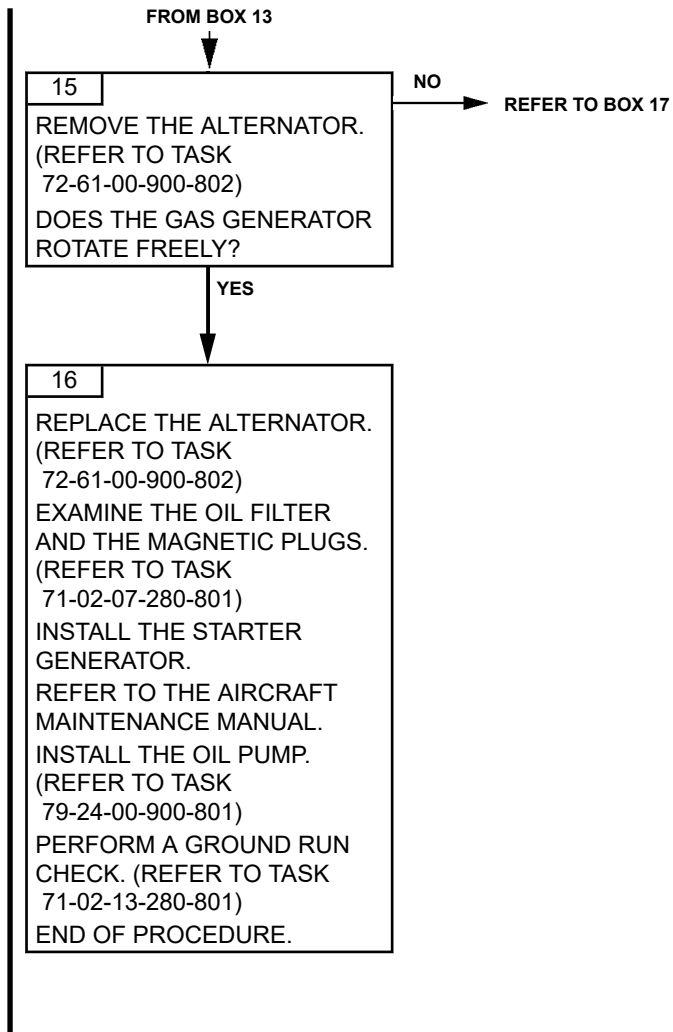 FROM BOX 13
15
NO
REFER TO BOX 17
REMOVE THE ALTERNATOR.
(REFER TO TASK
72-61-00-900-802)
DOES THE GAS GENERATOR
ROTATE FREELY?
YES
16
REPLACE THE ALTERNATOR.
(REFER TO TASK
72-61-00-900-802)
EXAMINE THE OIL FILTER
AND THE MAGNETIC PLUGS.
(REFER TO TASK
71-02-07-280-801)
INSTALL THE STARTER
GENERATOR.
REFER TO THE AIRCRAFT
MAINTENANCE MANUAL.
INSTALL THE OIL PUMP.
(REFER TO TASK
79-24-00-900-801)
PERFORM A GROUND RUN
CHECK. (REFER TO TASK
71-02-13-280-801)
END OF PROCEDURE.